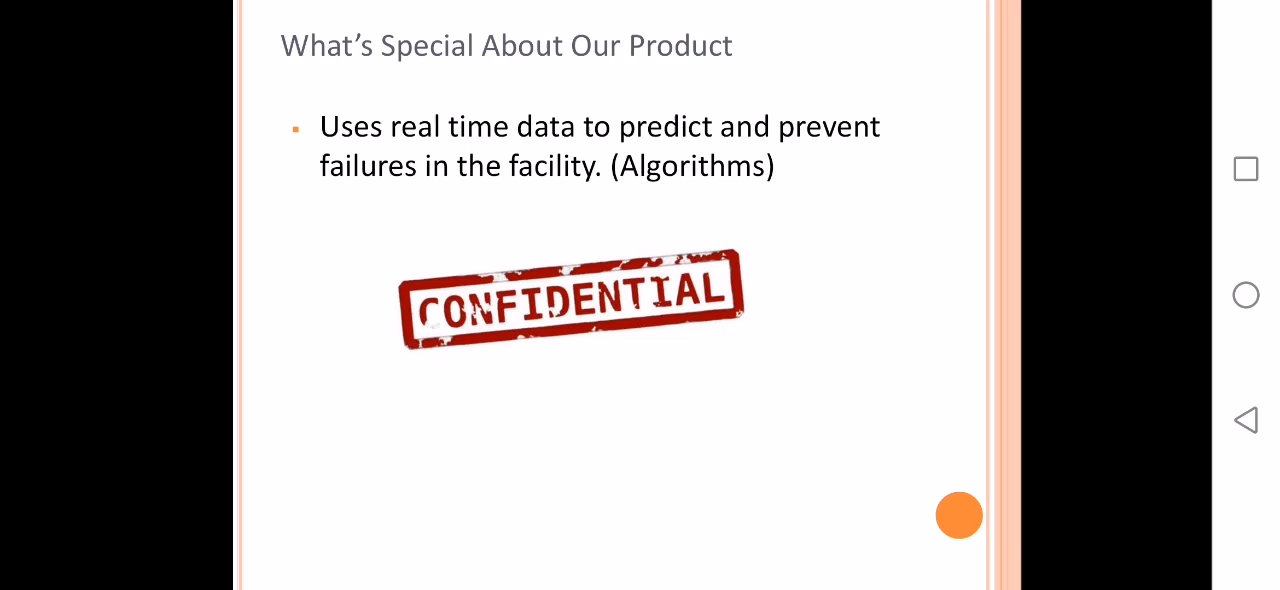 What’s Special About Our Product
▪ Uses real time data to predict and prevent
failures in the facility. (Algorithms)
CONFIDENTIAL